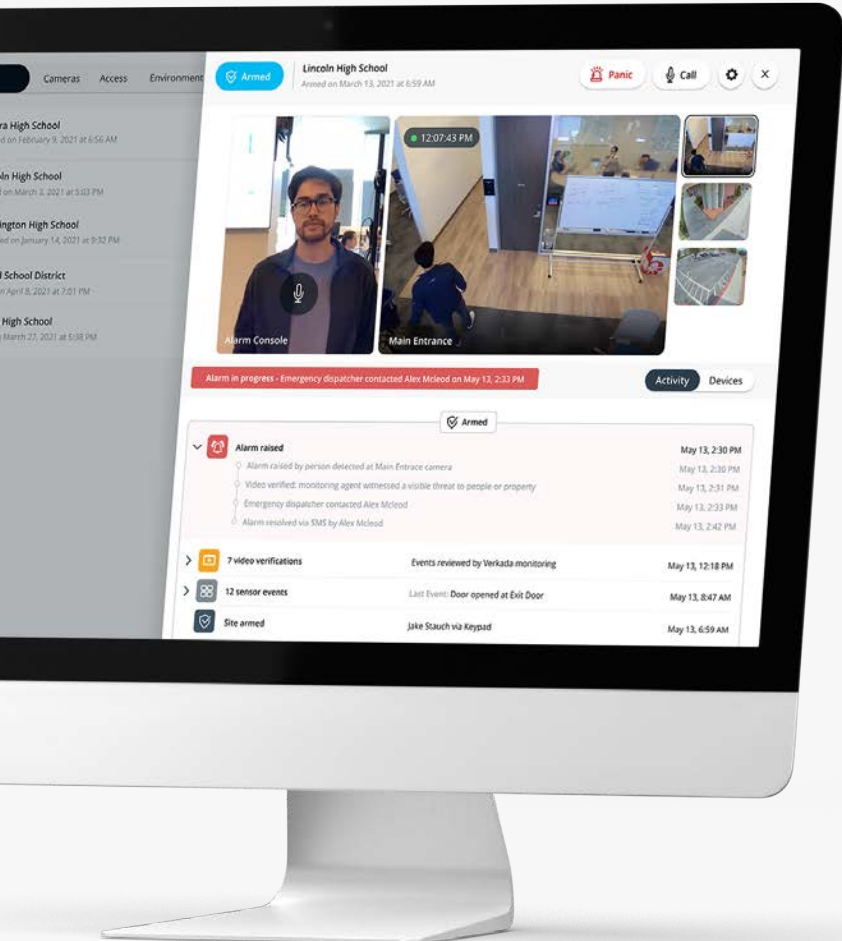 Cameras Access Environment
ra High School
ed on February 9, 2021 at 6:56 AM
ln High School
d on March 3, 2021 at 5:03 PM
ington High School
ed on January 14, 2021 at 9:32 PM
l School District
n April 8, 2021 at 7:01 PM
High School
March 27, 2021 at 5:38 PM
Armed
Lincoln High School
Armed on March 13, 2021 at 6:59 AM
Panic
Call
12:07:43 PM
Alarm Console
Main Entrance
Alarm in progress - Emergency dispatcher contacted Alex Mcleod on May 13, 2:33 PM
Activity Devices
Armed
Alarm raised May 13, 2:30 PM
Alarm raised by person detected at Main Entrace camera May 13, 2:30 PM
Video verified: monitoring agent witnessed a visible threat to people or property May 13, 2:31 PM
Emergency dispatcher contacted Alex Mcleod May 13, 2:33 PM
Alarm resolved via SMS by Alex Mcleod May 13, 2:42 PM
7 video verifications Events reviewed by Verkada monitoring May 13, 12:18 PM
12 sensor events Last Event: Door opened at Exit Door May 13, 8:47 AM
Site armed Jake Stauch via Keypad May 13, 6:59 AM